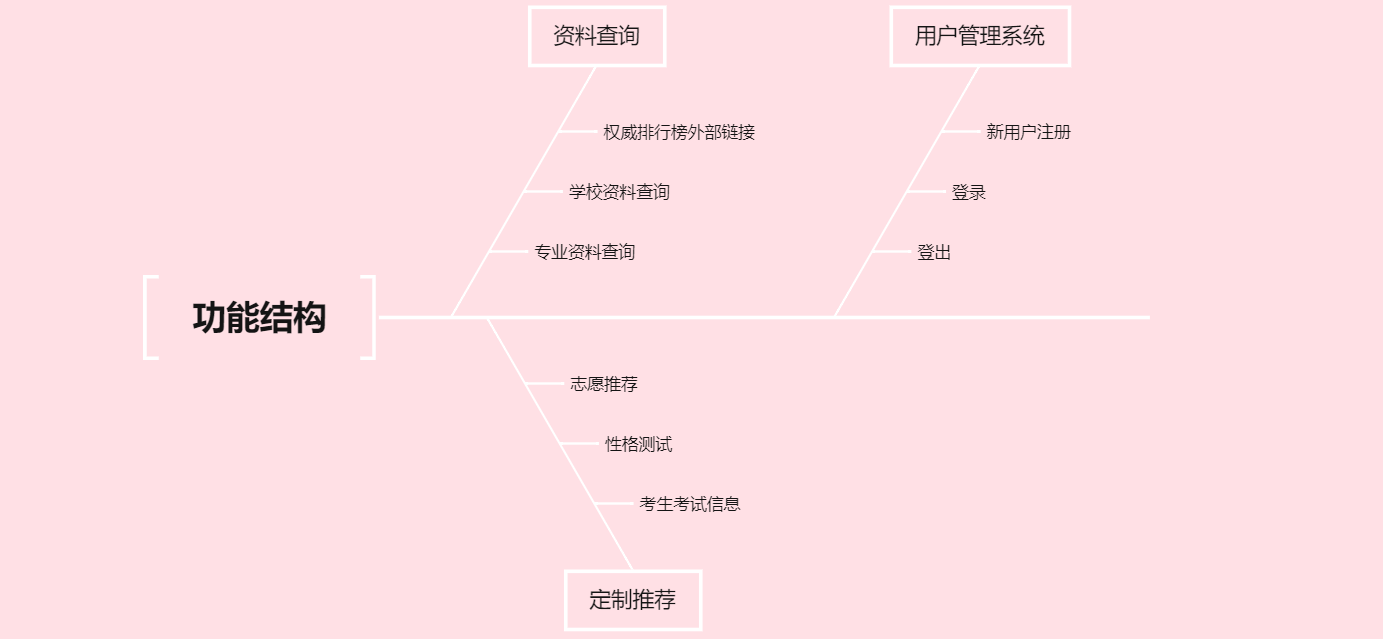 资料查询
用户管理系统
权威排行榜外部链接
新用户注册
学校资料查询
登录
专业资料查询
登出
功能结构
志愿推荐
性格测试
考生考试信息
定制推荐